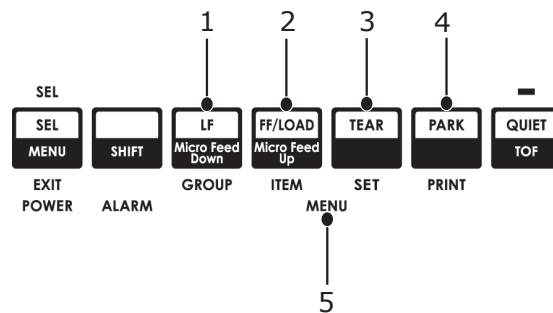 1 2 3 4
SEL
SEL LF FF/LOAD TEAR PARK QUIET
MENU SHIFT Micro Feed Down Micro Feed Up TOF
EXIT GROUP ITEM SET PRINT
POWER ALARM MENU
5